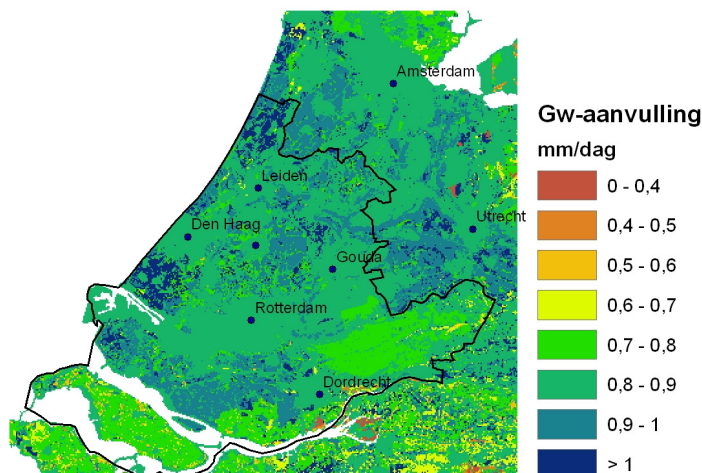 Amsterdam
Leiden
Den Haag
Utrecht
Gouda
Rotterdam
Dordrecht
Gw-aanvulling
mm/dag
0 - 0,4
0,4 - 0,5
0,5 - 0,6
0,6 - 0,7
0,7 - 0,8
0,8 - 0,9
0,9 - 1
> 1